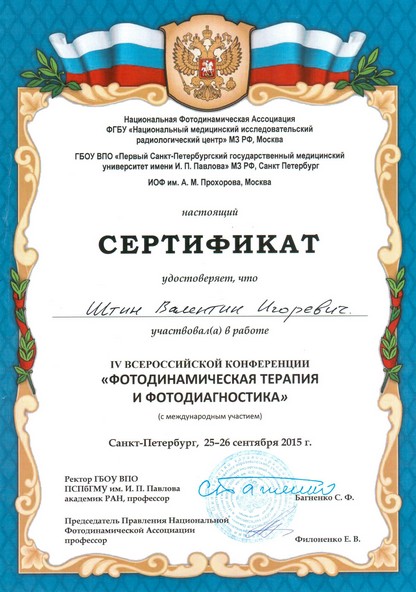 Национальная Фотодинамическая Ассоциация
ФГБУ «Национальный медицинский исследовательский
радиологический центр» МЗ РФ, Москва
ГБОУ ВПО «Первый Санкт-Петербургский государственный медицинский
университет имени И. П. Павлова» МЗ РФ, Санкт Петербург
ИОФ им. А. М. Прохорова, Москва
настоящий
СЕРТИФИКАТ
удостоверяет, что
Штин Валентин Игоревич.
участвовал(а) в работе
IV ВСЕРОССИЙСКОЙ КОНФЕРЕНЦИИ
«ФОТОДИНАМИЧЕСКАЯ ТЕРАПИЯ
И ФОТОДИАГНОСТИКА»
(с международным участием)
Санкт-Петербург, 25–26 сентября 2015 г.
Ректор ГБОУ ВПО
ПСПбГМУ им. И. П. Павлова
академик РАН, профессор
Багненко С. Ф.
Председатель Правления Национальной
Фотодинамической Ассоциации
профессор
Филоненко Е. В.